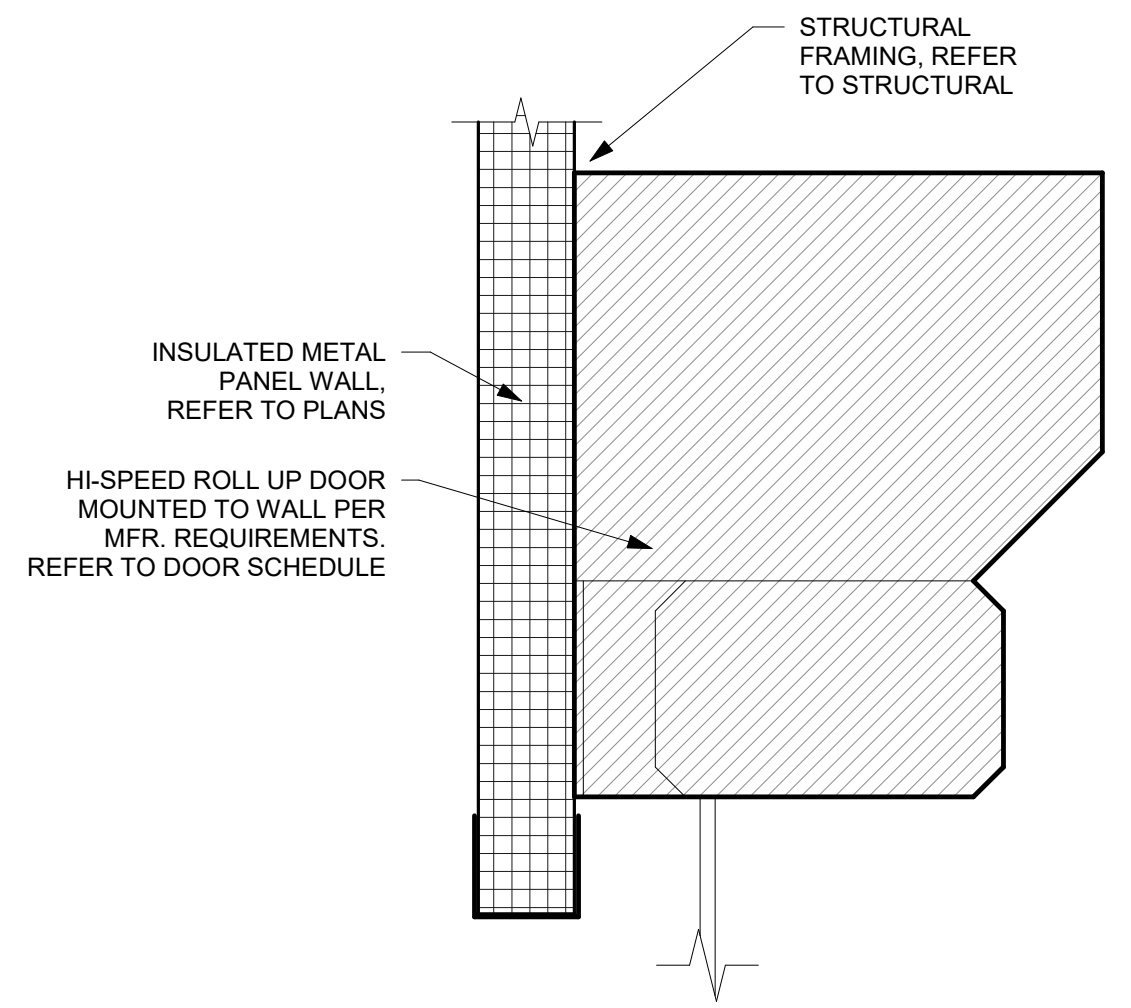 STRUCTURAL
FRAMING, REFER
TO STRUCTURAL
INSULATED METAL
PANEL WALL,
REFER TO PLANS
HI-SPEED ROLL UP DOOR
MOUNTED TO WALL PER
MFR. REQUIREMENTS.
REFER TO DOOR SCHEDULE